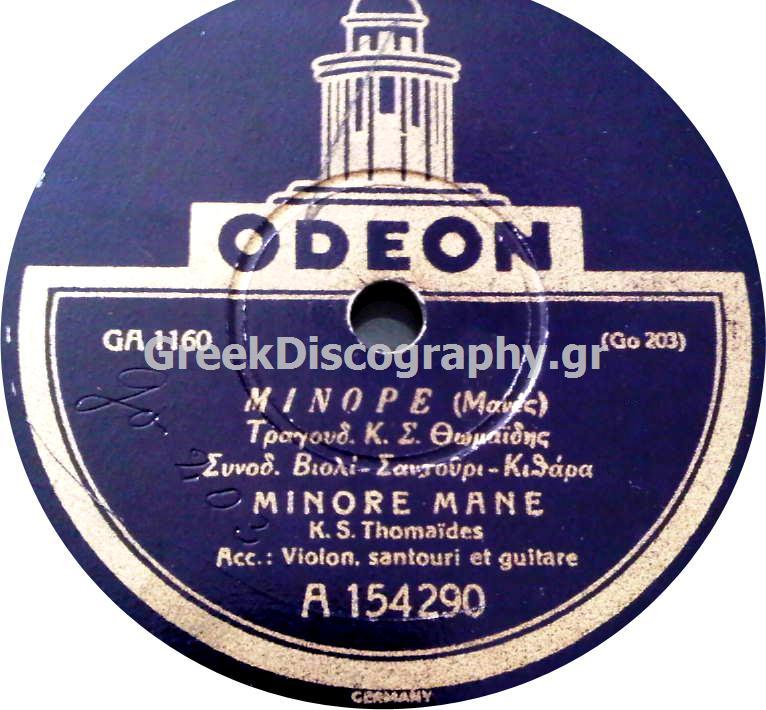 ODEON
GA 1160 (Go 203)
GreekDiscography.gr
ΜΙΝΟΡΕ (Μανές)
Τραγουδ. Κ. Σ. Θωμαΐδης
Συνοδ. Βιολί - Σαντούρι - Κιθάρα
MINORE MANE
K. S. Thomaïdes
Acc.: Violon, santouri et guitare
A 154290
GERMANY